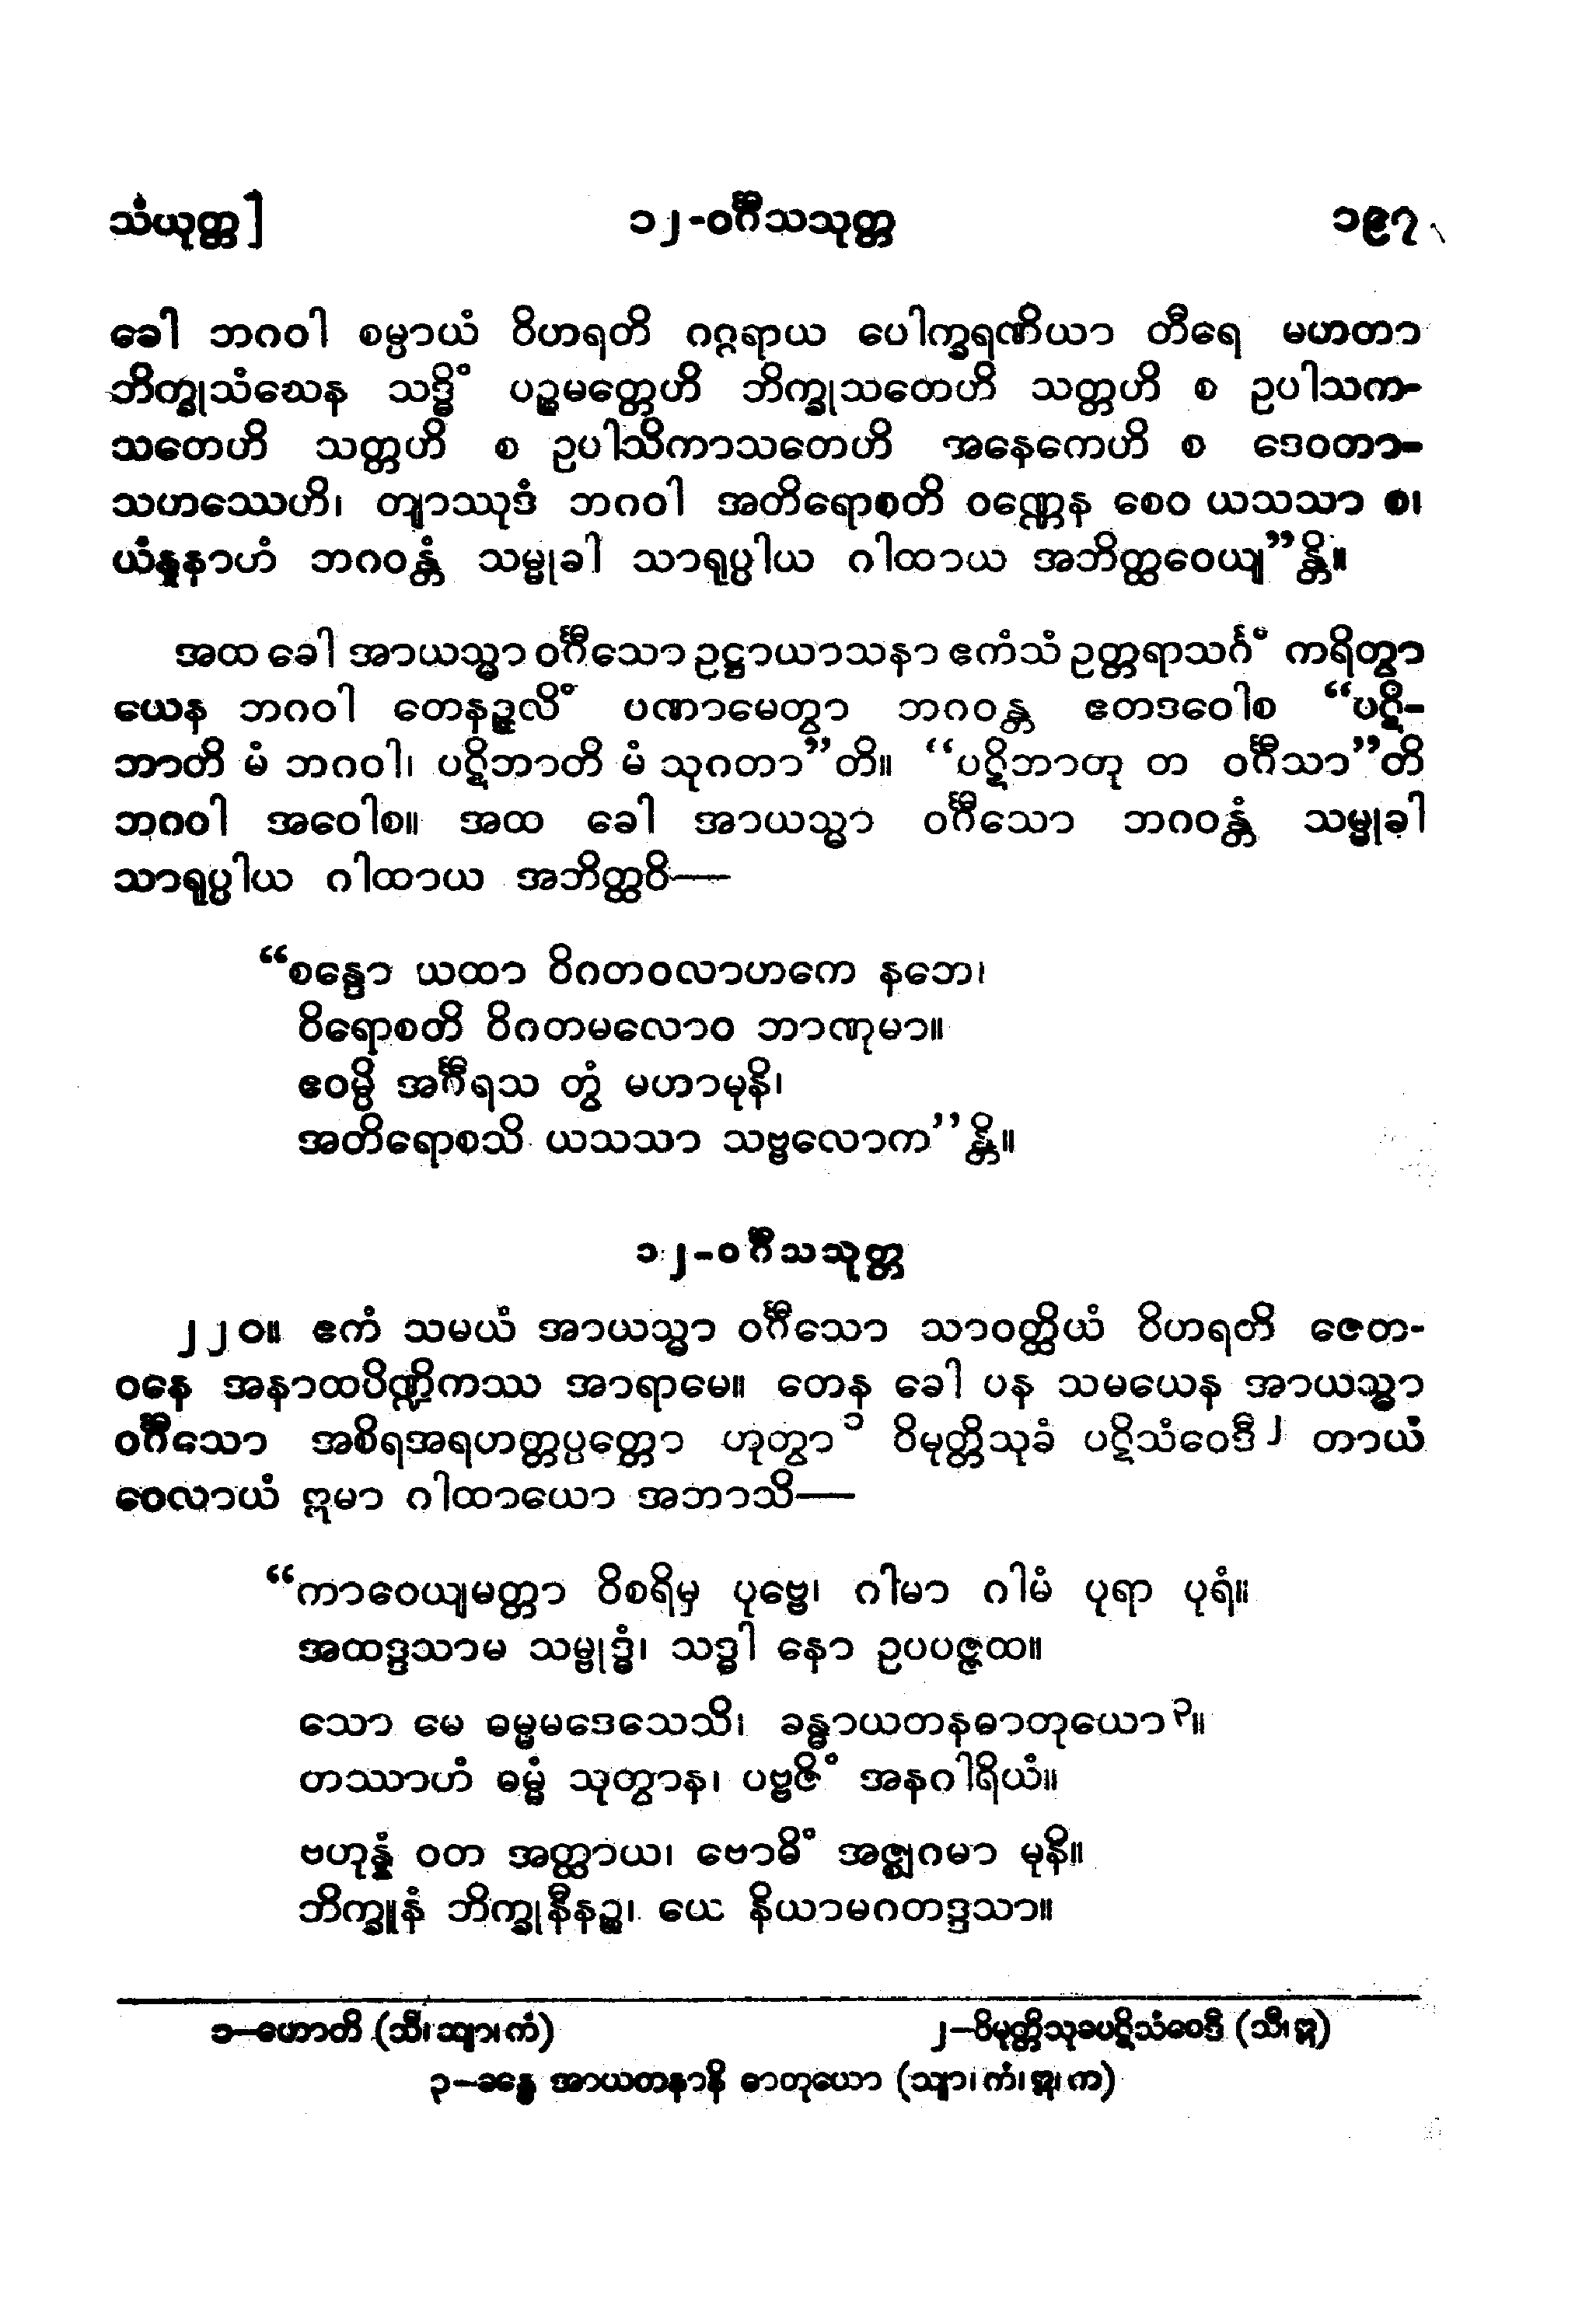 သံယုတ္တ]
၁၂-ဝင်္ဂီသသုတ္တ
၁၉၇
ခေါ ဘဂဝါ စမ္ပာယံ ဝိဟရတိ ဂဂ္ဂရာယ ပေါက္ခရဏိယာ တီရေ မဟတာ
ဘိက္ခုသံဃေန သဒ္ဓိံ ပဉ္စမတ္တေဟိ ဘိက္ခုသတေဟိ သတ္တဟိ စ ဥပါသက-
သတေဟိ သတ္တဟိ စ ဥပါသိကာသတေဟိ အနေကေဟိ စ ဒေဝတာ-
သဟဿေဟိ၊ တျာဿုဒံ ဘဂဝါ အတိရောစတိ ဝဏ္ဏေန စေဝ ယသသာ စ၊
ယံနူနာဟံ ဘဂဝန္တံ သမ္မုခါ သာရုပ္ပါယ ဂါထာယ အဘိတ္ထဝေယျ”န္တိ။
အထ ခေါ အာယသ္မာ ဝင်္ဂီသော ဥဋ္ဌာယာသနာ ဧကံသံ ဥတ္တရာသင်္ဂံ ကရိတွာ
ယေန ဘဂဝါ တေနဉ္ဇလိံ ပဏာမေတွာ ဘဂဝန္တ ဧတဒဝေါစ “ပဋိ-
ဘာတိ မံ ဘဂဝါ၊ ပဋိဘာတိ မံ သုဂတာ”တိ။ “ပဋိဘာတု တ ဝင်္ဂီသာ”တိ
ဘဂဝါ အဝေါစ။ အထ ခေါ အာယသ္မာ ဝင်္ဂီသော ဘဂဝန္တံ သမ္မုခါ
သာရုပ္ပါယ ဂါထာယ အဘိတ္ထဝိ—
“စန္ဒော ယထာ ဝိဂတဝလာဟကေ နဘေ၊
ဝိရောစတိ ဝိဂတမလောဝ ဘာဏုမာ။
ဧဝမ္ပိ အင်္ဂီရသ တွံ မဟာမုနိ၊
အတိရောစသိ ယသသာ သဗ္ဗလောက”န္တိ။
၁၂-ဝင်္ဂီသသုတ္တ
၂၂၀။ ဧကံ သမယံ အာယသ္မာ ဝင်္ဂီသော သာဝတ္ထိယံ ဝိဟရတိ ဇေတ-
ဝနေ အနာထပိဏ္ဍိကဿ အာရာမေ။ တေန ခေါ ပန သမယေန အာယသ္မာ
ဝင်္ဂီသော အစိရအရဟတ္တပ္ပတ္တော ဟုတွာ ၁ ဝိမုတ္တိသုခံ ပဋိသံဝေဒီ ၂ တာယံ
ဝေလာယံ ဣမာ ဂါထာယော အဘာသိ—
“ကာဝေယျမတ္တာ ဝိစရိမှ ပုဗ္ဗေ၊ ဂါမာ ဂါမံ ပုရာ ပုရံ။
အထဒ္ဒသာမ သမ္ဗုဒ္ဓံ၊ သဒ္ဓါ နော ဥပပဇ္ဇထ။
သော မေ ဓမ္မမဒေသေသိ၊ ခန္ဓာယတနဓာတုယော ၃။
တဿာဟံ ဓမ္မံ သုတွာန၊ ပဗ္ဗဇိံ အနဂါရိယံ။
ဗဟုန္နံ ဝတ အတ္ထာယ၊ ဗောဓိံ အဇ္ဈဂမာ မုနိ။
ဘိက္ခူနံ ဘိက္ခုနီနဉ္စ၊ ယေ နိယာမဂတဒ္ဒသာ။
၁—ဟောတိ (သီ၊ သျာ၊ ကံ)
၂—ဝိမုတ္တိသုခပဋိသံဝေဒီ (သီ၊ ဣ)
၃—ခန္ဓေ အာယတနာနိ ဓာတုယော (သျာ၊ ကံ၊ ဣ၊ က)